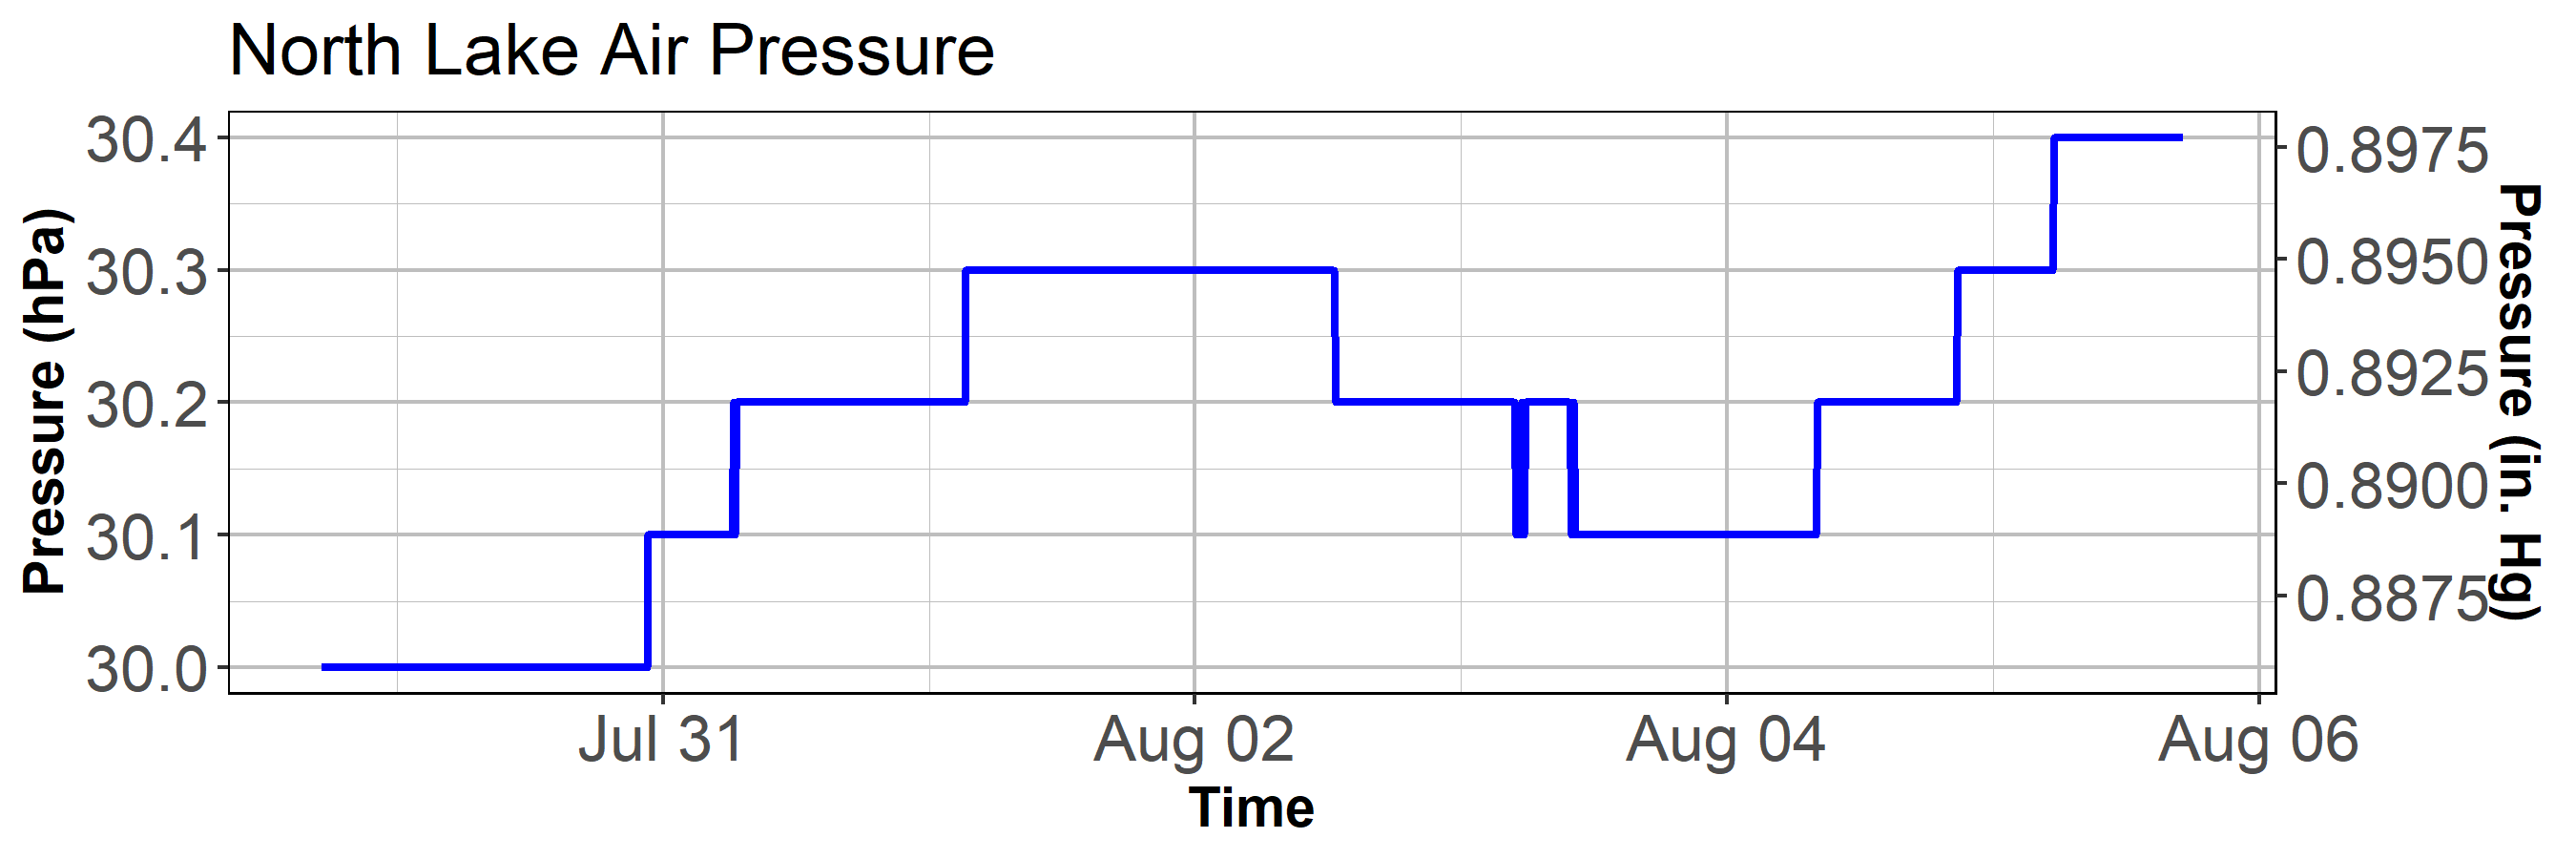 North Lake Air Pressure
Pressure (hPa)
30.4
30.3
30.2
30.1
30.0
0.8975
0.8950
0.8925
0.8900
0.8875
Pressure (in. Hg)
Jul 31 Aug 02 Aug 04 Aug 06
Time